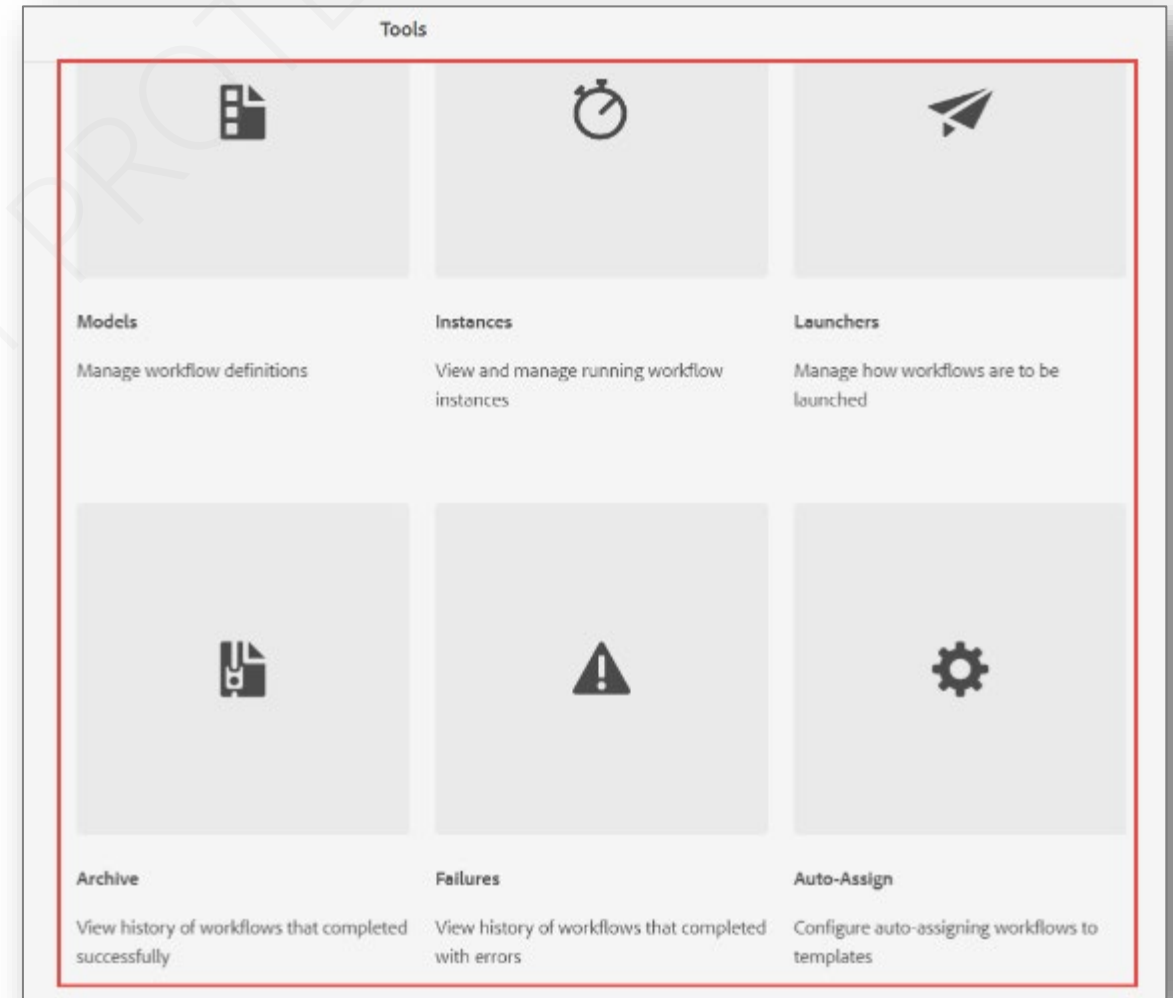 Tools
Models
Instances
Launchers
Manage workflow definitions
View and manage running workflow
instances
Manage how workflows are to be
launched
Archive
Failures
Auto-Assign
View history of workflows that completed
successfully
View history of workflows that completed
with errors
Configure auto-assigning workflows to
templates